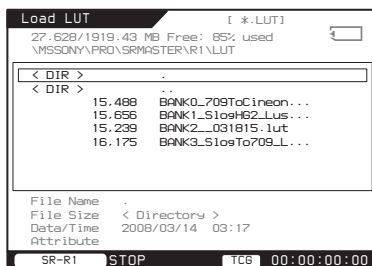 Load LUT [ *.LUT]
27.628/1919.43 MB Free: 85% used
\MSSONY\PRO\SRMASTER\R1\LUT
< DIR > .
< DIR > ..
15,488 BANK0_709ToCineon...
15,656 BANK1_SlogHG2_Lus...
15,239 BANK2__031815.lut
16,175 BANK3_SlogTo709_L...
File Name .
File Size < Directory >
Data/Time 2008/03/14 03:17
Attribute
SR-R1 STOP TCG 00:00:00:00